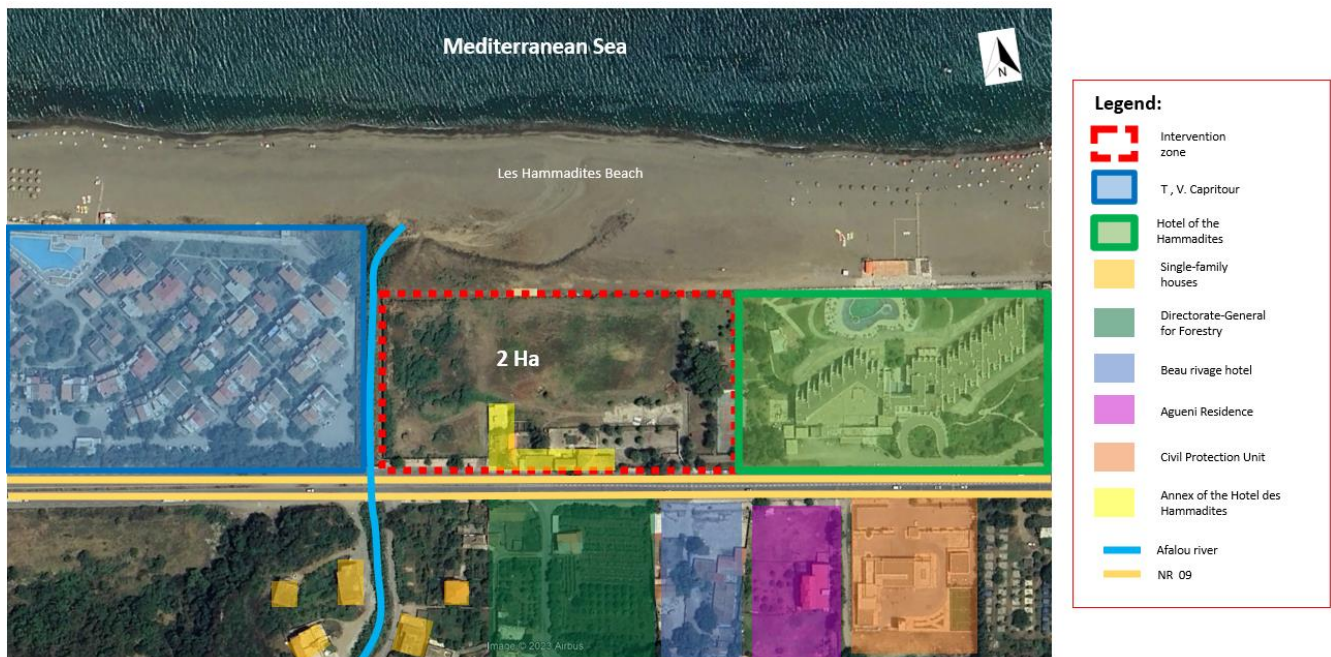 Mediterranean Sea
N
Les Hammadites Beach
2 Ha
Image © 2023 Airbus
Legend:
Intervention
zone
T , V. Capritour
Hotel of the
Hammadites
Single-family
houses
Directorate-General
for Forestry
Beau rivage hotel
Agueni Residence
Civil Protection Unit
Annex of the Hotel des
Hammadites
Afalou river
NR 09